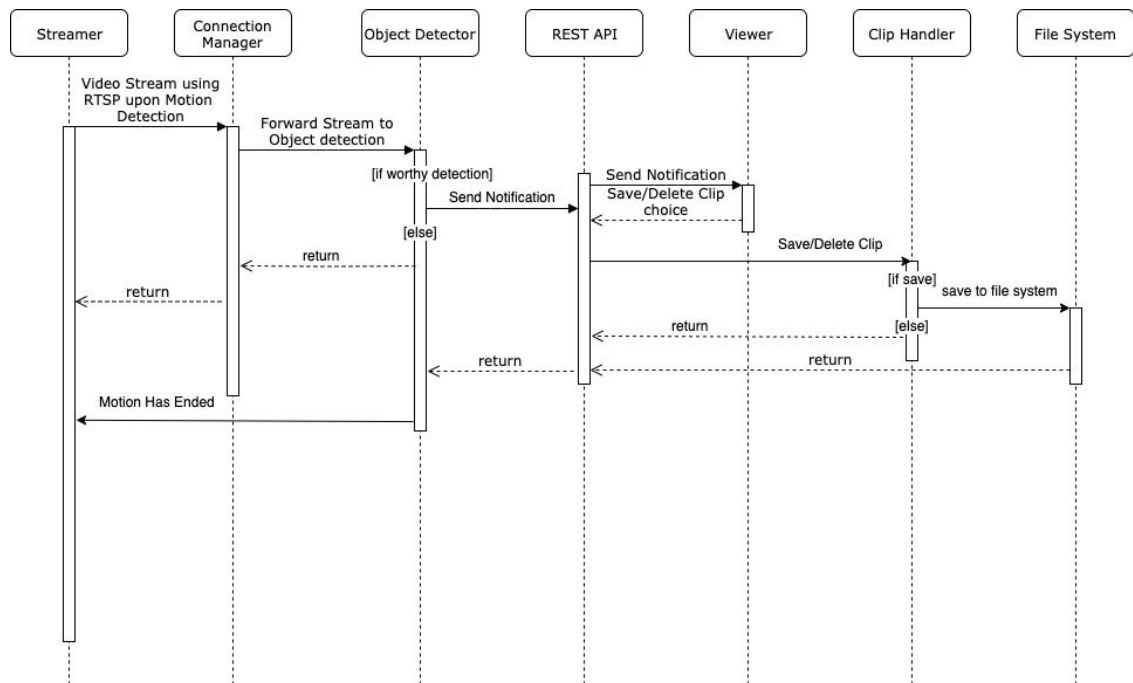 Streamer
Connection
Manager
Object Detector
REST API
Viewer
Clip Handler
File System
Video Stream using
RTSP upon Motion
Detection
Forward Stream to
Object detection
[if worthy detection]
Send Notification
Send Notification
Save/Delete Clip
choice
[else]
return
Save/Delete Clip
return
[if save]
save to file system
[else]
return
return
return
Motion Has Ended